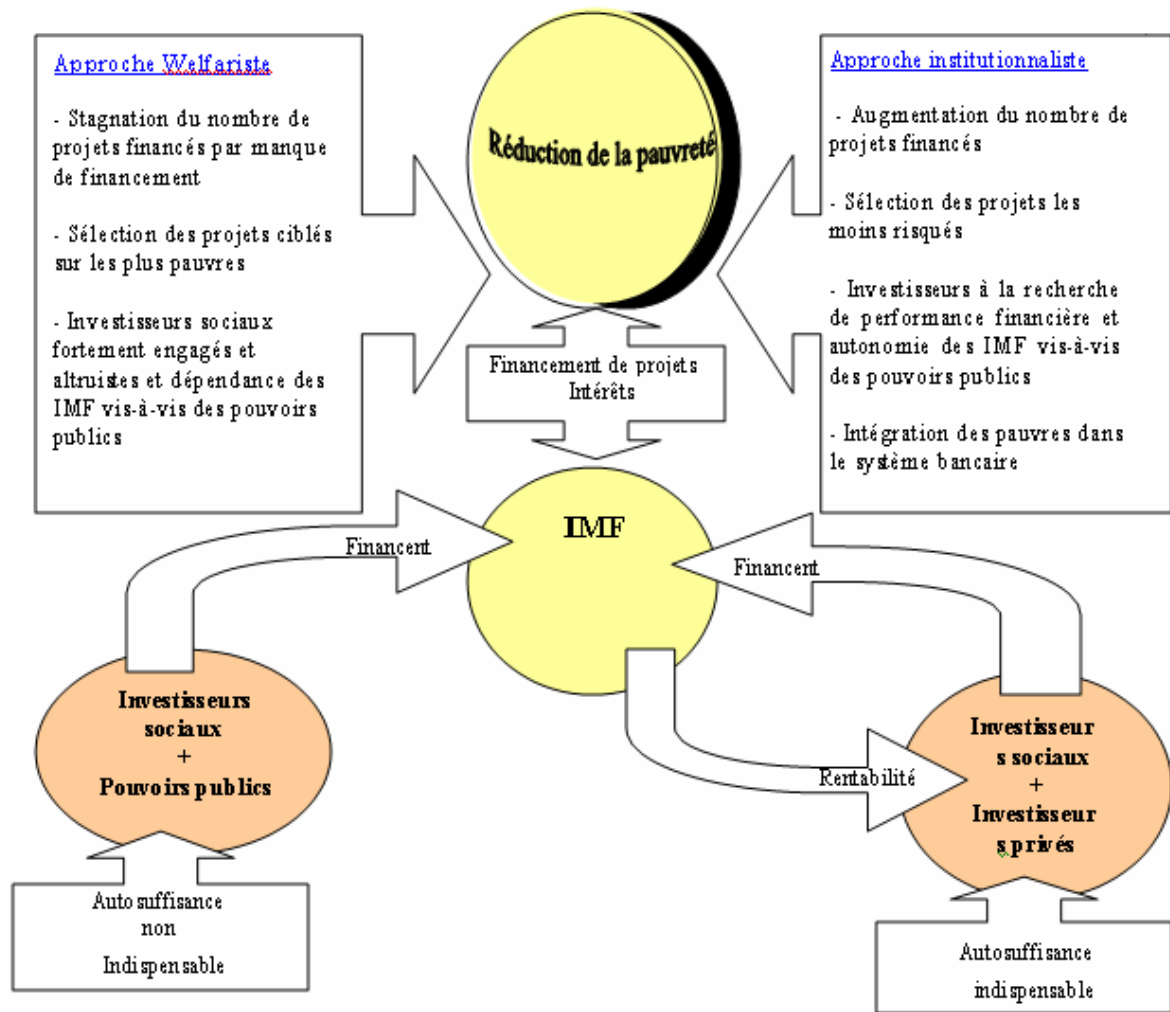 Approche Welfariste
- Stagnation du nombre de
projets financés par manque
de financement
- Sélection des projets ciblés
sur les plus pauvres
- Investisseurs sociaux
fortement engagés et
altruistes et dépendance des
IMF vis-à-vis des pouvoirs
publics
Réduction de la pauvreté
Approche institutionnaliste
- Augmentation du nombre de
projets financés
- Sélection des projets les
moins risqués
- Investisseurs à la recherche
de performance financière et
autonomie des IMF vis-à-vis
des pouvoirs publics
- Intégration des pauvres dans
le système bancaire
Financement de projets
Intérêts
IMF
Financent
Financent
Investisseurs
sociaux
+
Pouvoirs publics
Rentabilité
Investisseur
s sociaux
+
Investisseur
s privés
Autosuffisance
non
Indispensable
Autosuffisance
indispensable